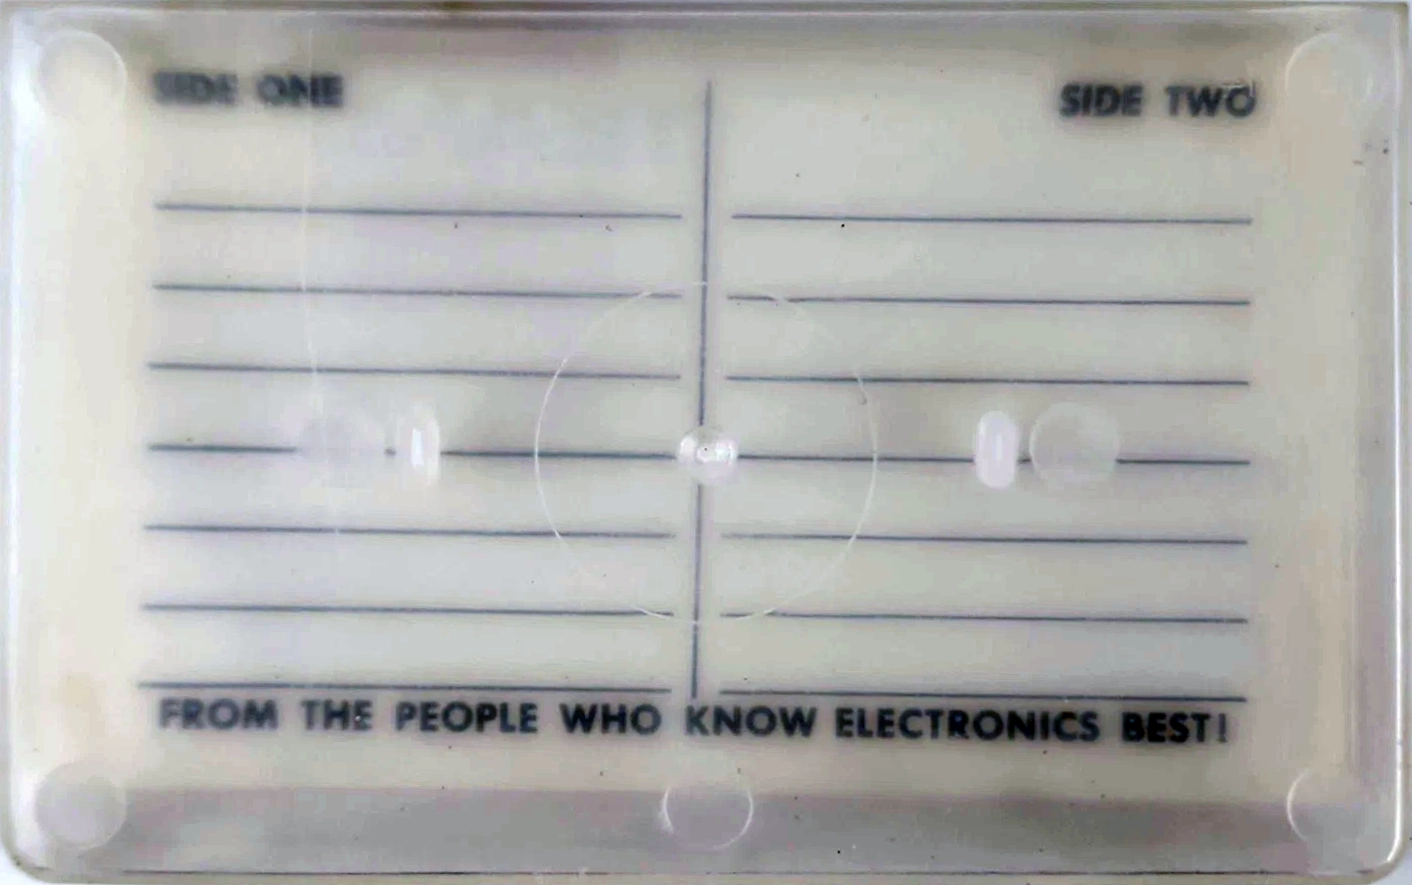 SIDE ONE
SIDE TWO
FROM THE PEOPLE WHO KNOW ELECTRONICS BEST!